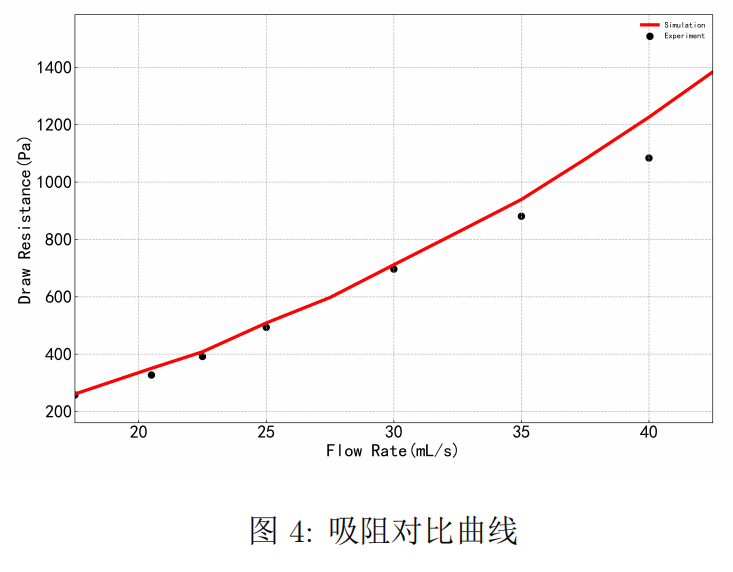 Simulation
Experiment
1400
1200
1000
800
600
400
200
Draw Resistance(Pa)
20 25 30 35 40
Flow Rate(mL/s)
图 4: 吸阻对比曲线